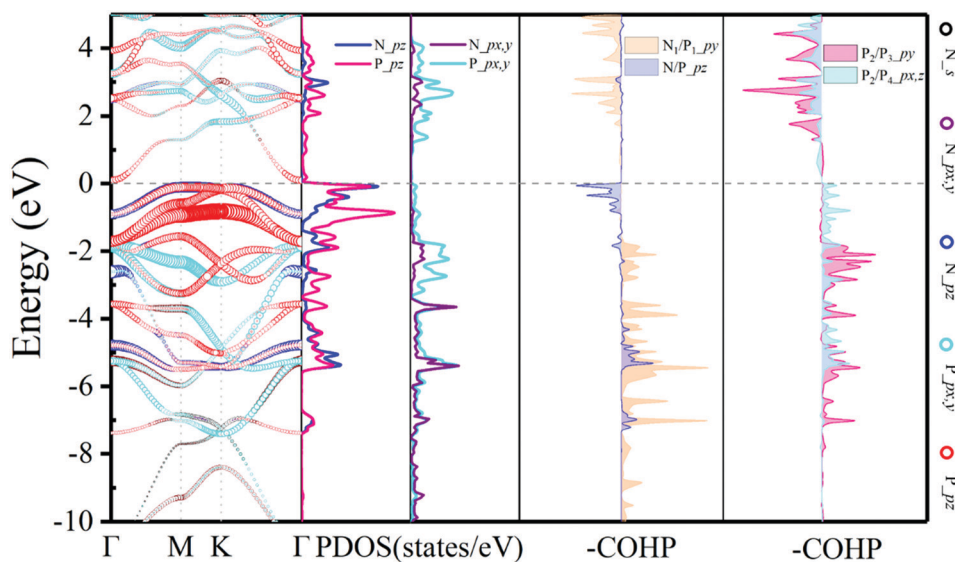 Energy (eV)
4
2
0
-2
-4
-6
-8
-10
N_pz
P_pz
N_px,y
P_px,y
N₁/P₁_py
N/P_pz
P₂/P₃_py
P₂/P₄_px,z
N_s
N_px,y
N_pz
P_px,y
P_pz
Γ M K Γ PDOS(states/eV) -COHP -COHP